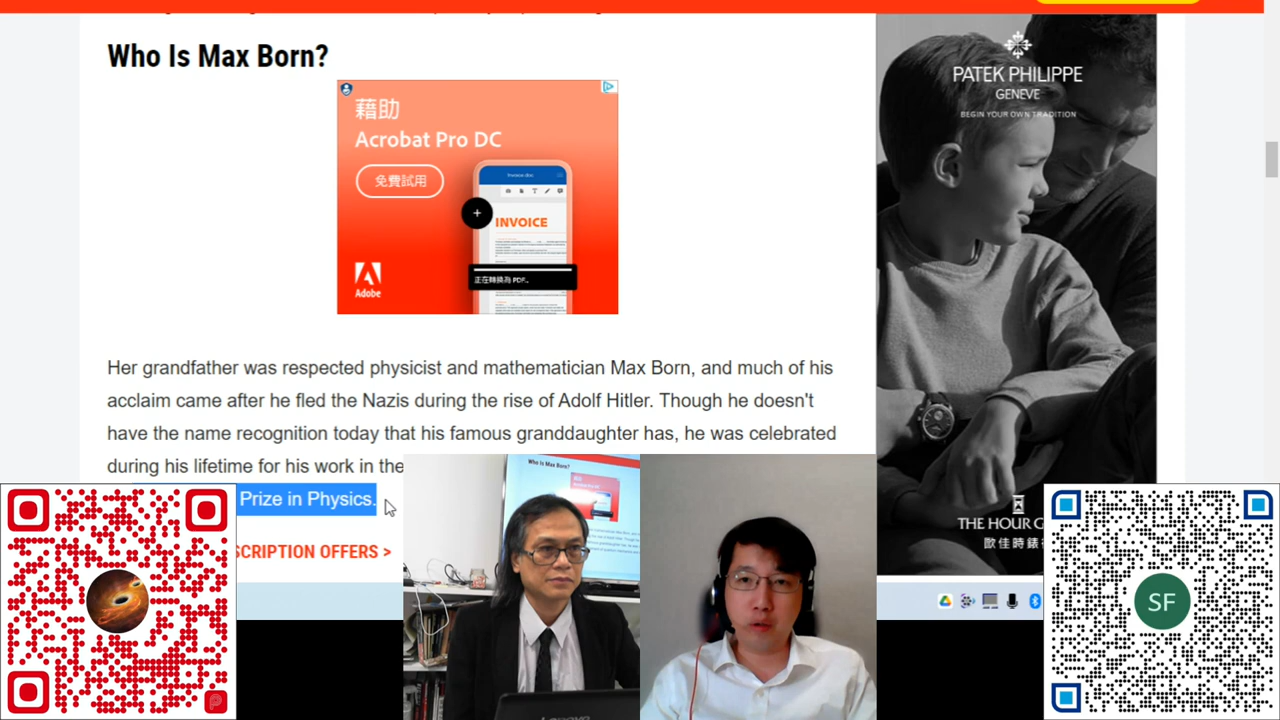 Who Is Max Born?
藉助
Acrobat Pro DC
免費試用
Invoice doc
INVOICE
正在轉換為 PDF...
Adobe
PATEK PHILIPPE
GENEVE
BEGIN YOUR OWN TRADITION
Her grandfather was respected physicist and mathematician Max Born, and much of his
acclaim came after he fled the Nazis during the rise of Adolf Hitler. Though he doesn't
have the name recognition today that his famous granddaughter has, he was celebrated
during his lifetime for his work in the
Prize in Physics.
SCRIPTION OFFERS >
THE HOUR G
歐佳時錶
Who Is Max Born?
SF
Lenovo